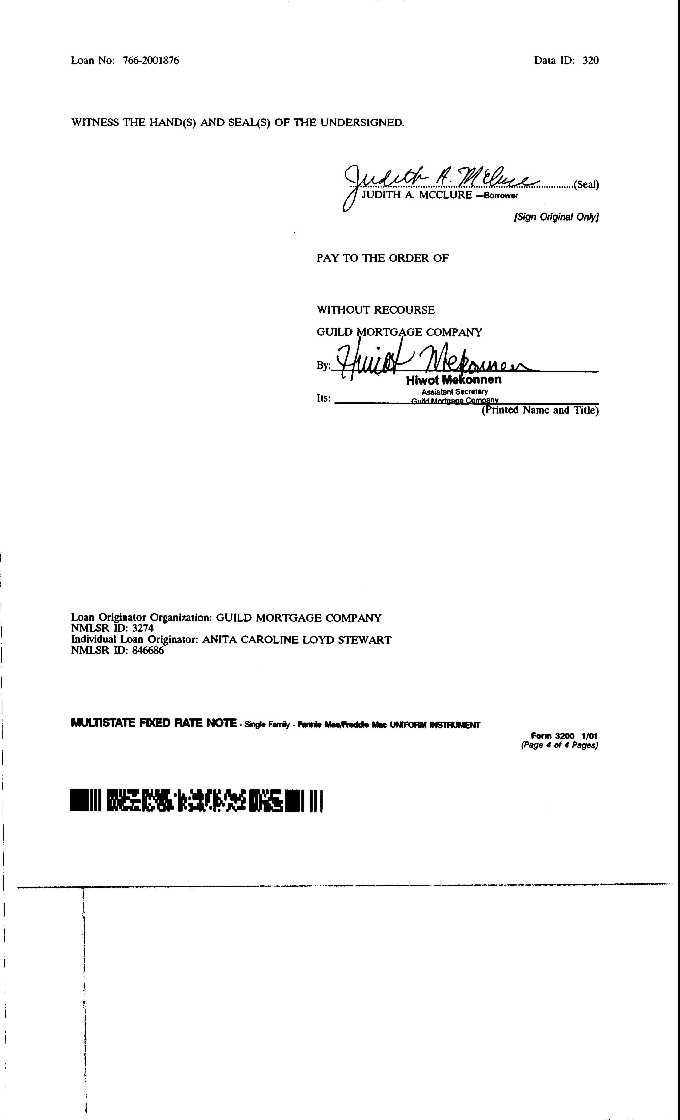 Loan No: 766-2001876 Data ID: 320
WITNESS THE HAND(S) AND SEAL(S) OF THE UNDERSIGNED.
Judith A. McClure ....................(Seal)
JUDITH A. MCCLURE —Borrower
[Sign Original Only]
PAY TO THE ORDER OF
WITHOUT RECOURSE
GUILD MORTGAGE COMPANY
By: Hiwot Mekonnen
Hiwot Mekonnen
Assistant Secretary
Its: Guild Mortgage Company
(Printed Name and Title)
Loan Originator Organization: GUILD MORTGAGE COMPANY
NMLSR ID: 3274
Individual Loan Originator: ANITA CAROLINE LOYD STEWART
NMLSR ID: 846686
MULTISTATE FIXED RATE NOTE - Single Family - Fannie Mae/Freddie Mac UNIFORM INSTRUMENT
Form 3200 1/01
(Page 4 of 4 Pages)